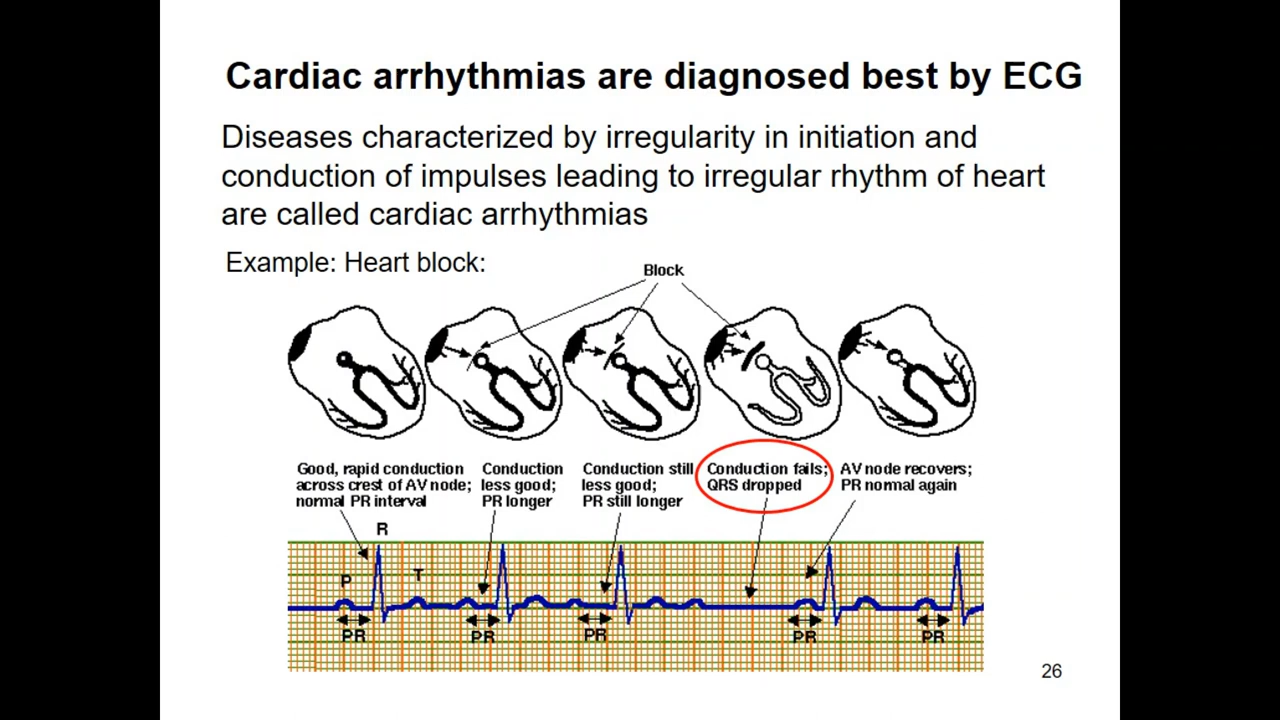 Cardiac arrhythmias are diagnosed best by ECG
Diseases characterized by irregularity in initiation and
conduction of impulses leading to irregular rhythm of heart
are called cardiac arrhythmias
Example: Heart block:
Block
Good, rapid conduction
across crest of AV node;
normal PR interval
Conduction
less good;
PR longer
Conduction still
less good;
PR still longer
Conduction fails;
QRS dropped
AV node recovers;
PR normal again
R
P
T
PR
PR
PR
PR
PR
26